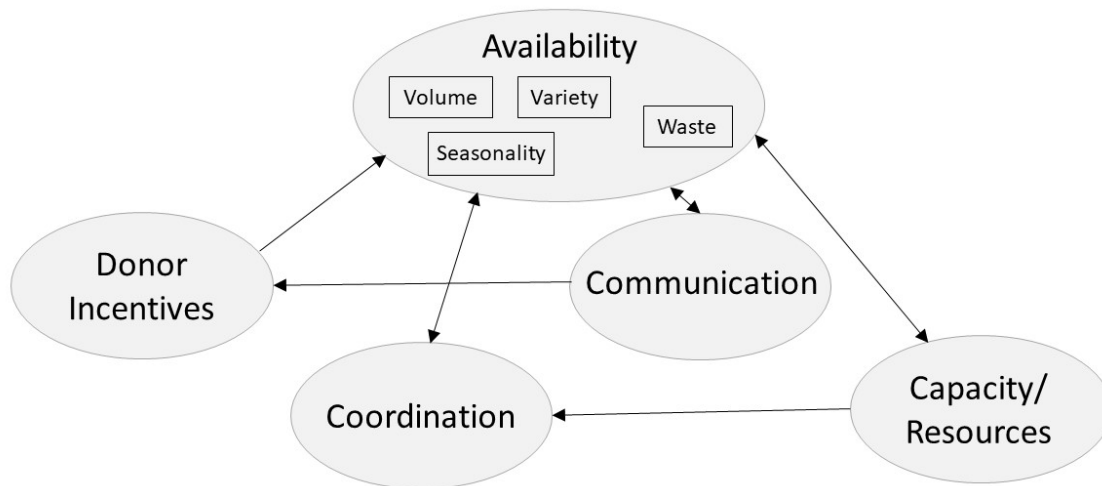 Availability
Volume
Variety
Waste
Seasonality
Donor
Incentives
Communication
Coordination
Capacity/
Resources